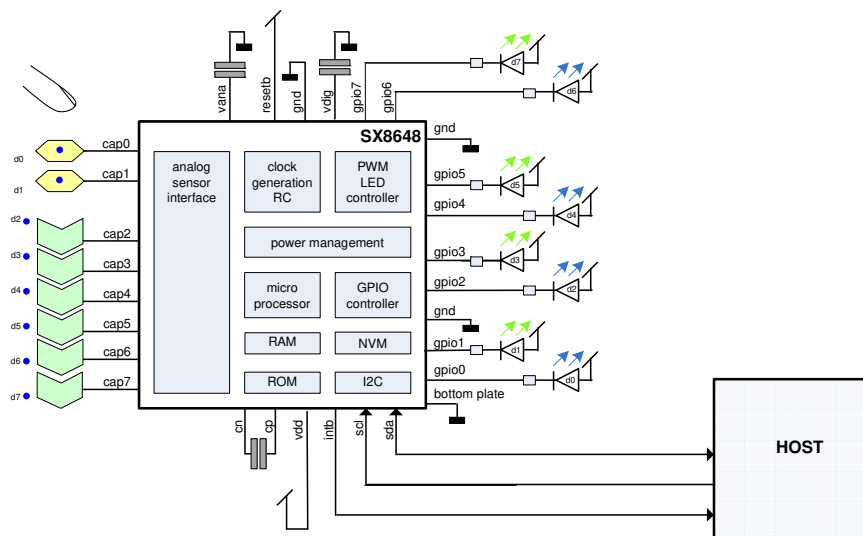 vana
resetb
gnd
vdig
gpio7
gpio6
d7
d6
SX8648
gnd
d0
cap0
d1
cap1
analog
sensor
interface
clock
generation
RC
PWM
LED
controller
gpio5
d5
gpio4
d4
d2
cap2
power management
d3
cap3
gpio3
d3
d4
cap4
micro
processor
GPIO
controller
gpio2
d2
gnd
d5
cap5
RAM
NVM
gpio1
d1
d6
cap6
gpio0
d0
d7
cap7
ROM
I2C
bottom plate
cn
cp
vdd
intb
scl
sda
HOST